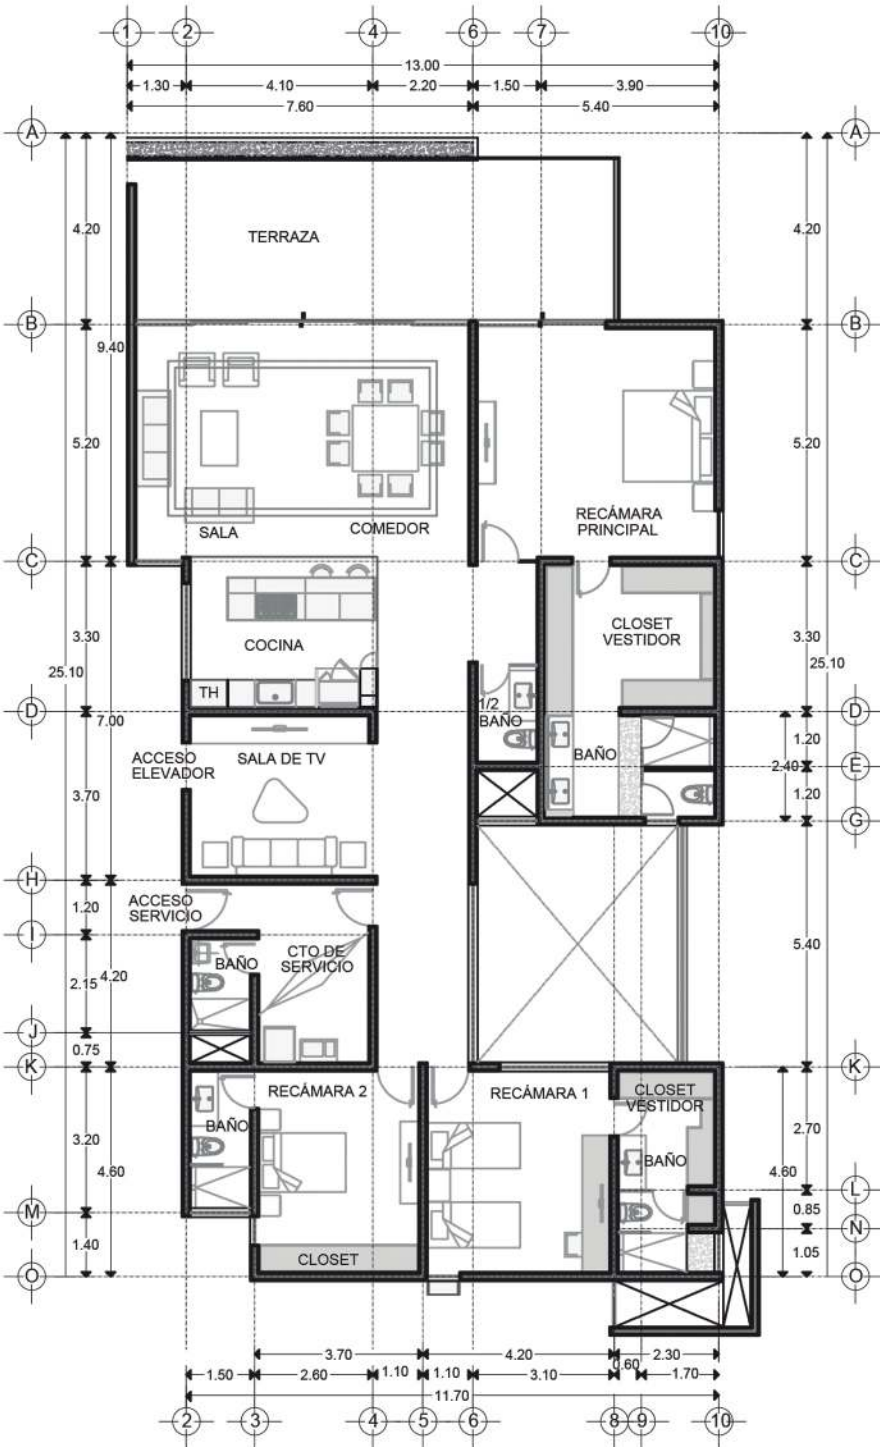 1 2 4 6 7 10
13.00
1.30 4.10 2.20 1.50 3.90
7.60 5.40
A A
4.20 4.20
TERRAZA
B B
9.40
5.20 5.20
RECÁMARA
PRINCIPAL
SALA COMEDOR
C C
CLOSET
VESTIDOR
3.30 3.30
COCINA
25.10 25.10
TH
1/2
BAÑO
D D
7.00
1.20
BAÑO
ACCESO
ELEVADOR
SALA DE TV
E
2.40
3.70
1.20
G
H
ACCESO
SERVICIO
1.20
I
5.40
CTO DE
SERVICIO
BAÑO
2.15 4.20
J
0.75
K K
RECÁMARA 2 RECÁMARA 1
CLOSET
VESTIDOR
BAÑO
2.70
3.20
BAÑO
4.60 4.60
L
0.85
M
N
1.40
1.05
CLOSET
O O
3.70 4.20 2.30
0.60
1.50 2.60 1.10 1.10 3.10 1.70
11.70
2 3 4 5 6 8 9 10